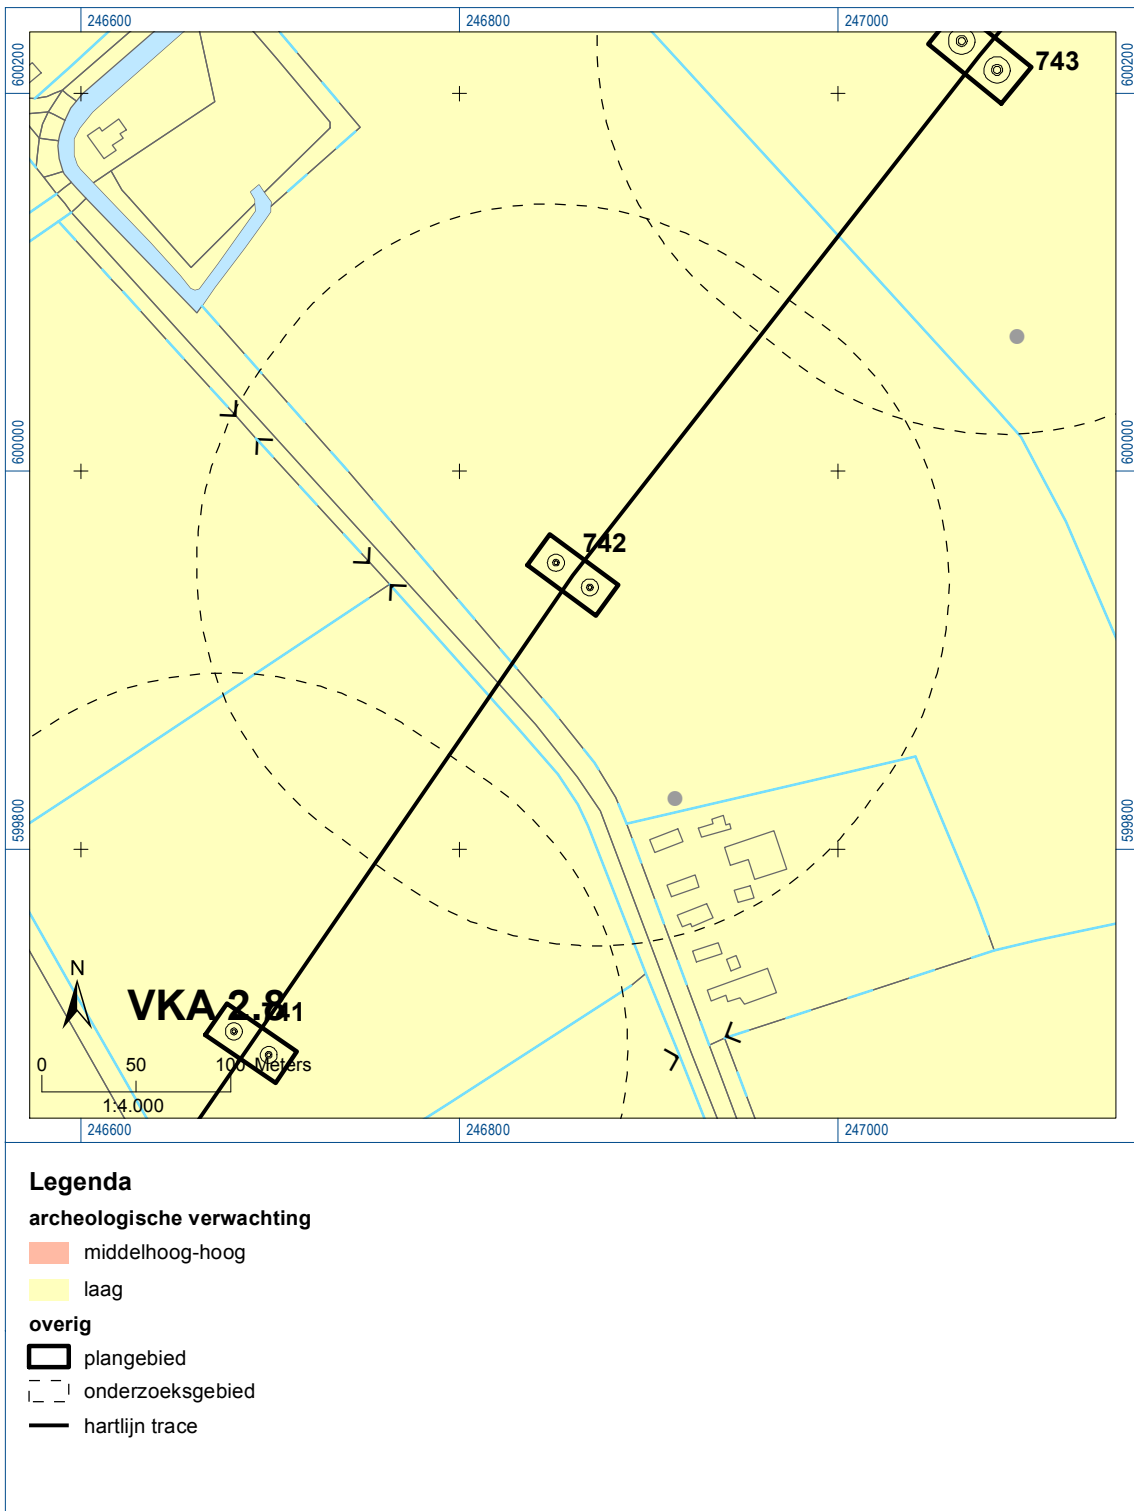 246600 246800 247000
600200 600200
743
600000 600000
742
599800 599800
N
VKA 2.8
741
0 50 100 Meters
1:4.000
246600 246800 247000
Legenda
archeologische verwachting
middelhoog-hoog
laag
overig
plangebied
onderzoeksgebied
hartlijn trace